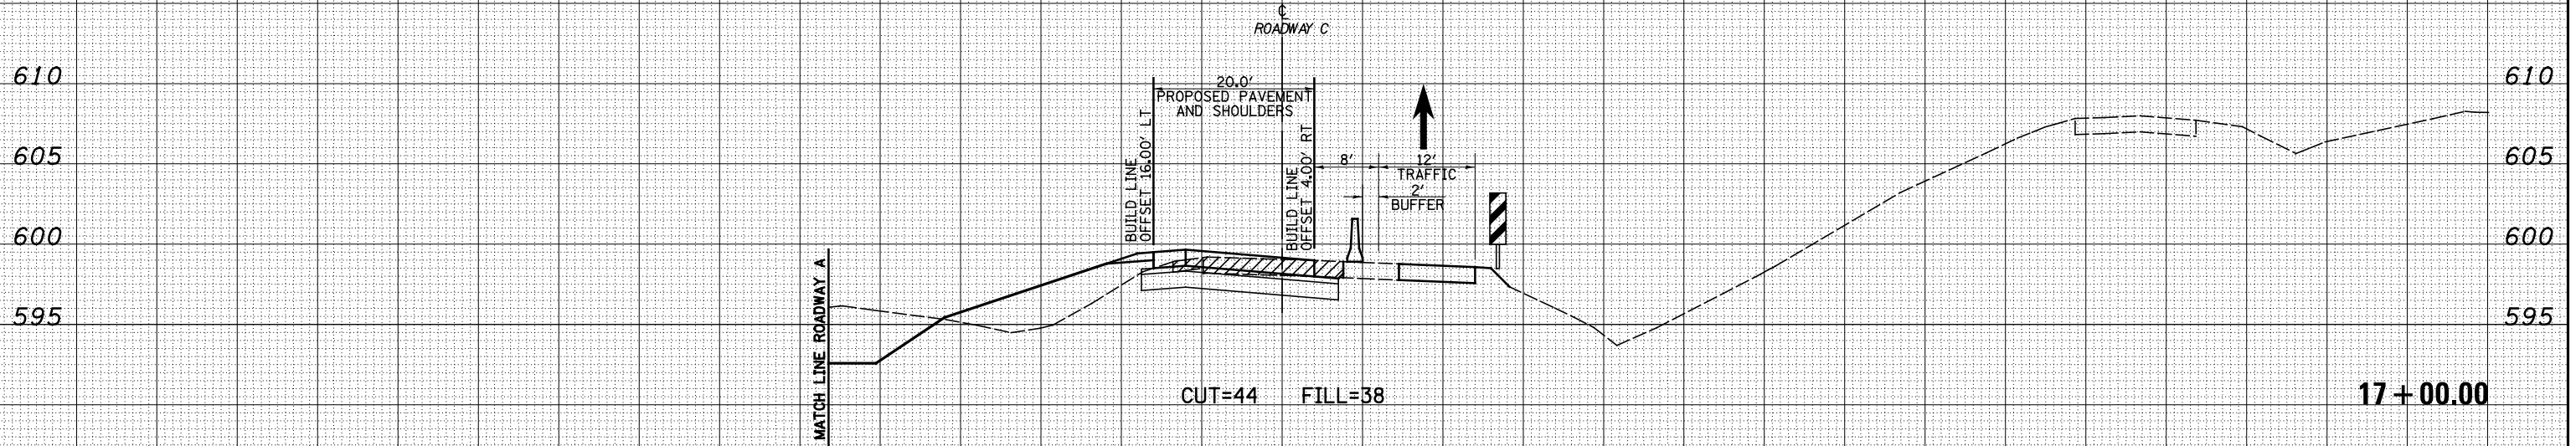 ℄
ROADWAY C
610
20.0'
610
PROPOSED PAVEMENT
AND SHOULDERS
BUILD LINE
OFFSET 16.00' LT
BUILD LINE
OFFSET 4.00' RT
605
8'
12'
605
TRAFFIC
2'
BUFFER
600
600
MATCH LINE ROADWAY A
595
595
CUT=44 FILL=38
17 + 00.00